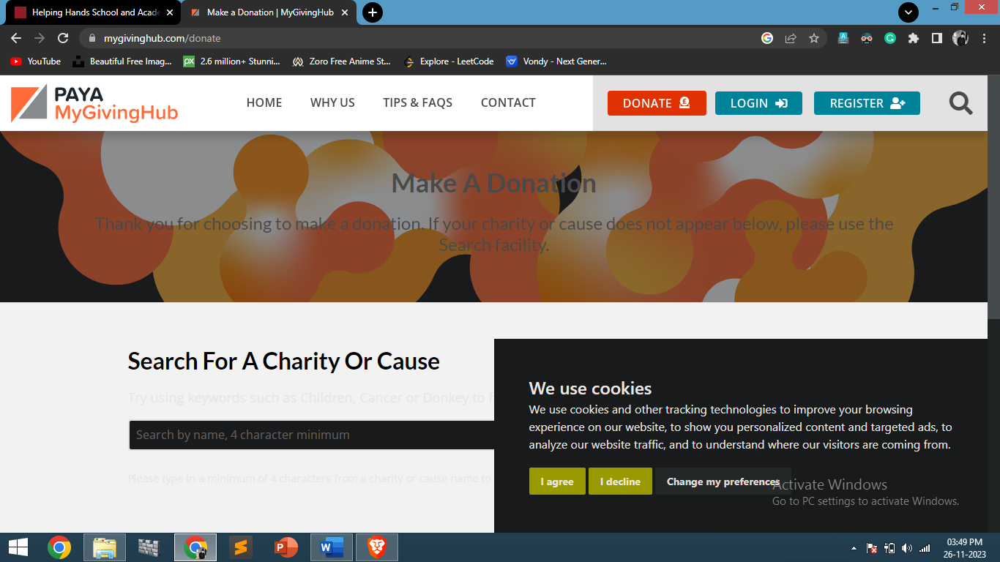 Helping Hands School and Acade
Make a Donation | MyGivingHub
mygivinghub.com/donate
YouTube
Beautiful Free Imag...
2.6 million+ Stunni...
Zoro Free Anime St...
Explore - LeetCode
Vondy - Next Gener...
PAYA
MyGivingHub
HOME
WHY US
TIPS & FAQS
CONTACT
DONATE
LOGIN
REGISTER
Make A Donation
Thank you for choosing to make a donation. If your charity or cause does not appear below, please use the
Search facility.
Search For A Charity Or Cause
Try using keywords such as Children, Cancer or Donkey to f
Search by name, 4 character minimum
Please type in a minimum of 4 characters from a charity or cause name to
We use cookies
We use cookies and other tracking technologies to improve your browsing
experience on our website, to show you personalized content and targeted ads, to
analyze our website traffic, and to understand where our visitors are coming from.
I agree
I decline
Change my preferences
Activate Windows
Go to PC settings to activate Windows.
03:49 PM
26-11-2023